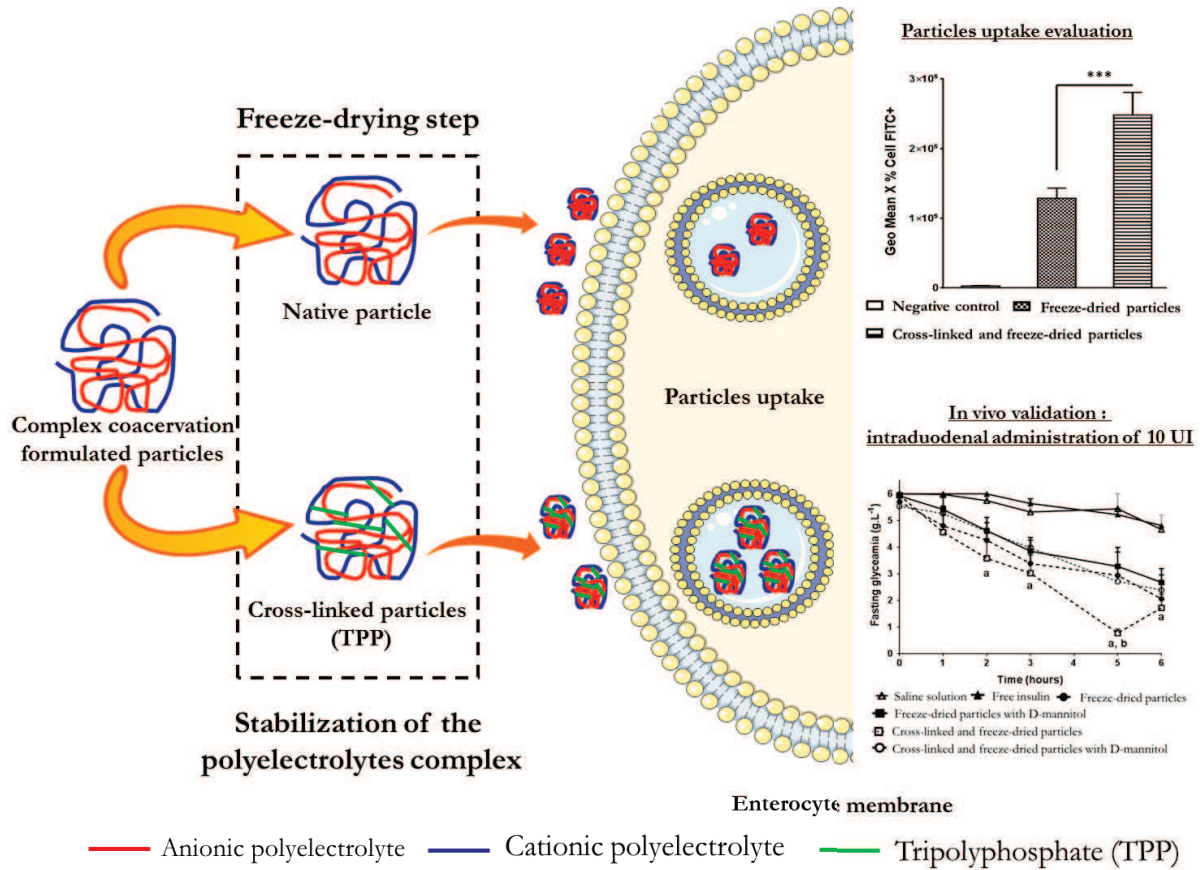 Freeze-drying step
Native particle
Complex coacervation
formulated particles
Cross-linked particles
(TPP)
Stabilization of the
polyelectrolytes complex
Particles uptake
Enterocyte membrane
Particles uptake evaluation
***
Geo Mean X % Cell FITC+
3×10⁶
2×10⁶
1×10⁶
0
Negative control
Freeze-dried particles
Cross-linked and freeze-dried particles
In vivo validation :
intraduodenal administration of 10 UI
Fasting glyceamia (g.L⁻¹)
6
5
4
3
2
1
0
a
a
a, b
a
0 1 2 3 4 5 6
Time (hours)
Saline solution
Free insulin
Freeze-dried particles
Freeze-dried particles with D-mannitol
Cross-linked and freeze-dried particles
Cross-linked and freeze-dried particles with D-mannitol
Anionic polyelectrolyte
Cationic polyelectrolyte
Tripolyphosphate (TPP)